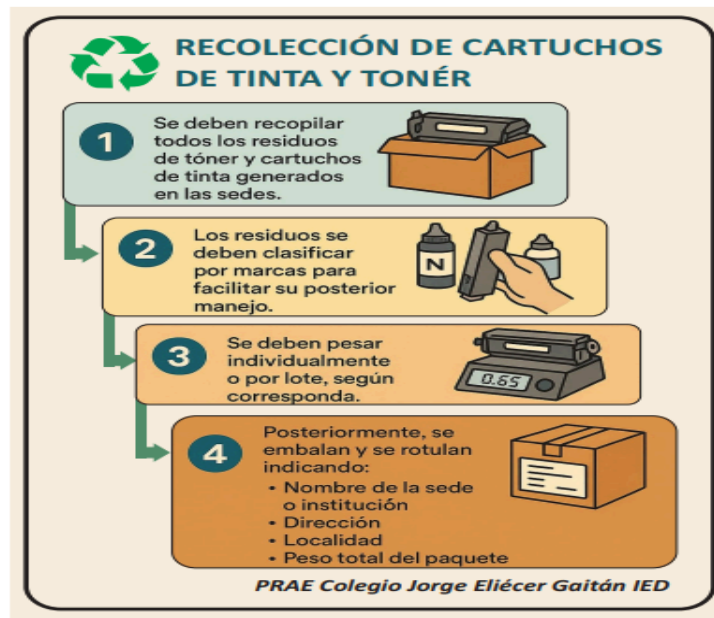 RECOLECCIÓN DE CARTUCHOS
DE TINTA Y TONÉR
1
Se deben recopilar
todos los residuos
de tóner y cartuchos
de tinta generados
en las sedes.
2
Los residuos se
deben clasificar
por marcas para
facilitar su posterior
manejo.
N
3
Se deben pesar
individualmente
o por lote, según
corresponda.
0.65
4
Posteriormente, se
embalan y se rotulan
indicando:
• Nombre de la sede
o institución
• Dirección
• Localidad
• Peso total del paquete
PRAE Colegio Jorge Eliécer Gaitán IED